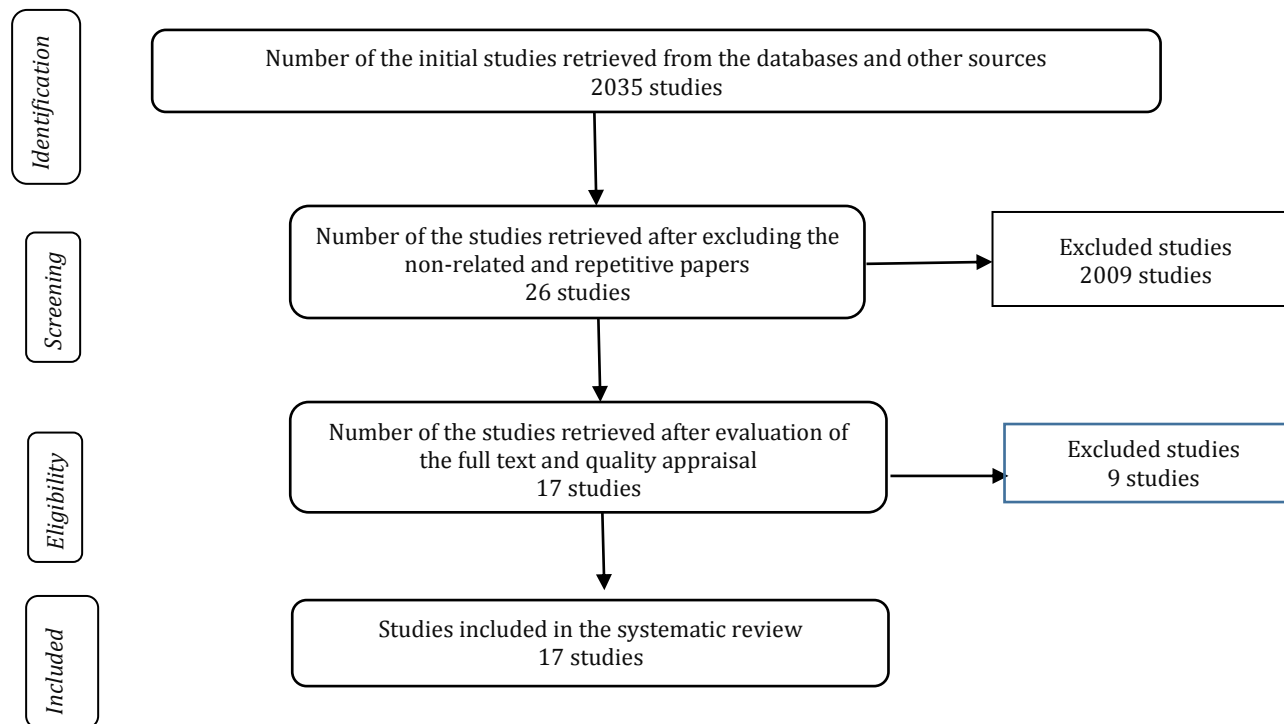 Identification
Number of the initial studies retrieved from the databases and other sources
2035 studies
Screening
Number of the studies retrieved after excluding the
non-related and repetitive papers
26 studies
Excluded studies
2009 studies
Eligibility
Number of the studies retrieved after evaluation of
the full text and quality appraisal
17 studies
Excluded studies
9 studies
Included
Studies included in the systematic review
17 studies